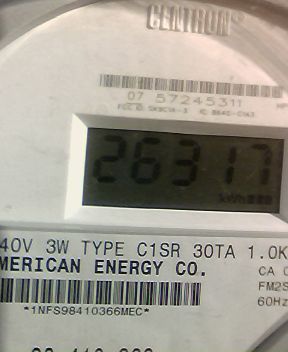 CENTRON®
07 57245311
26317
kWh
40V 3W TYPE C1SR 30TA 1.0K
MERICAN ENERGY CO.
CA 0
FM2S
60Hz
*1NFS98410366MEC*